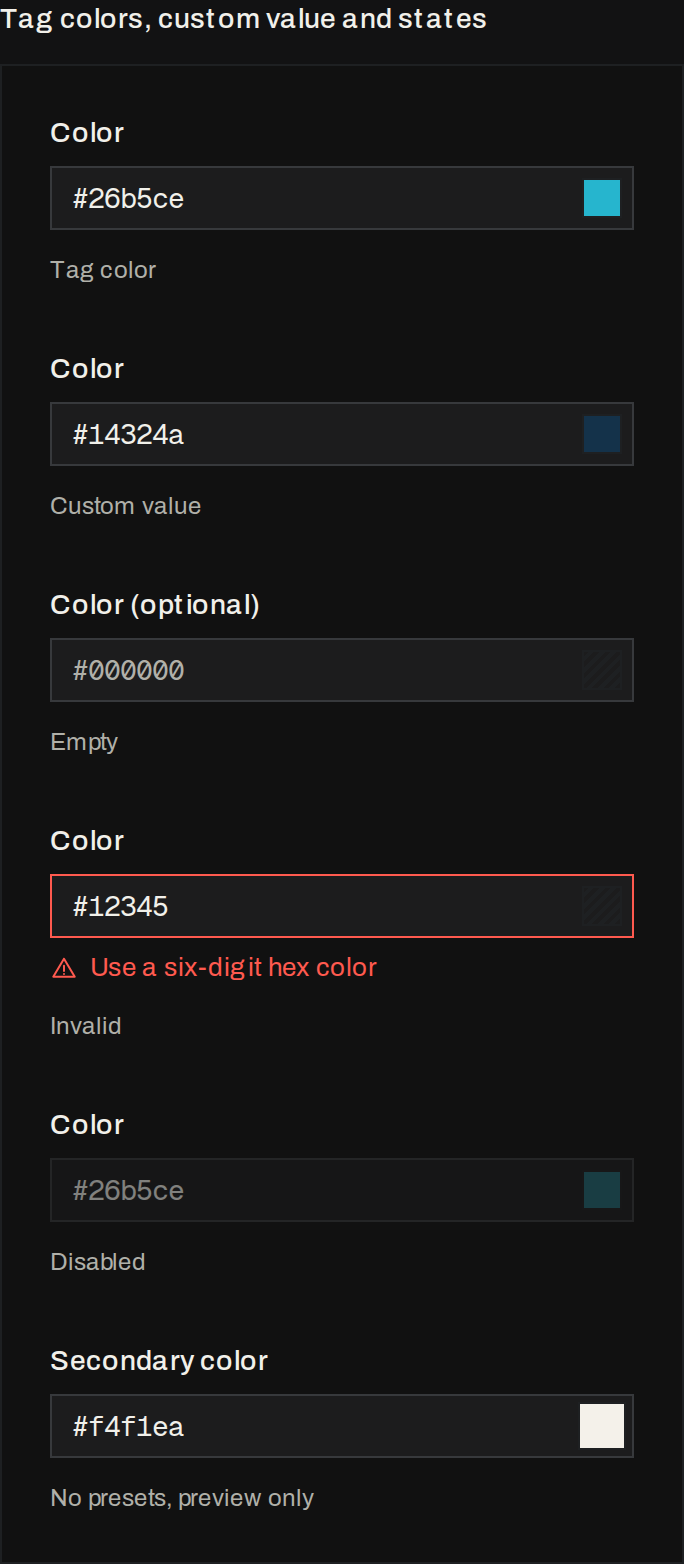 Tag colors, custom value and states
Color
#26b5ce
Tag color
Color
#14324a
Custom value
Color (optional)
#000000
Empty
Color
#12345
Use a six-digit hex color
Invalid
Color
#26b5ce
Disabled
Secondary color
#f4f1ea
No presets, preview only